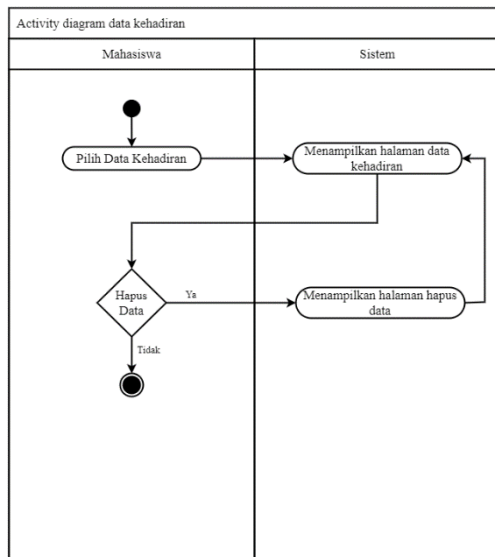 Activity diagram data kehadiran
Mahasiswa
Sistem
Pilih Data Kehadiran
Menampilkan halaman data
kehadiran
Hapus
Data
Ya
Menampilkan halaman hapus
data
Tidak